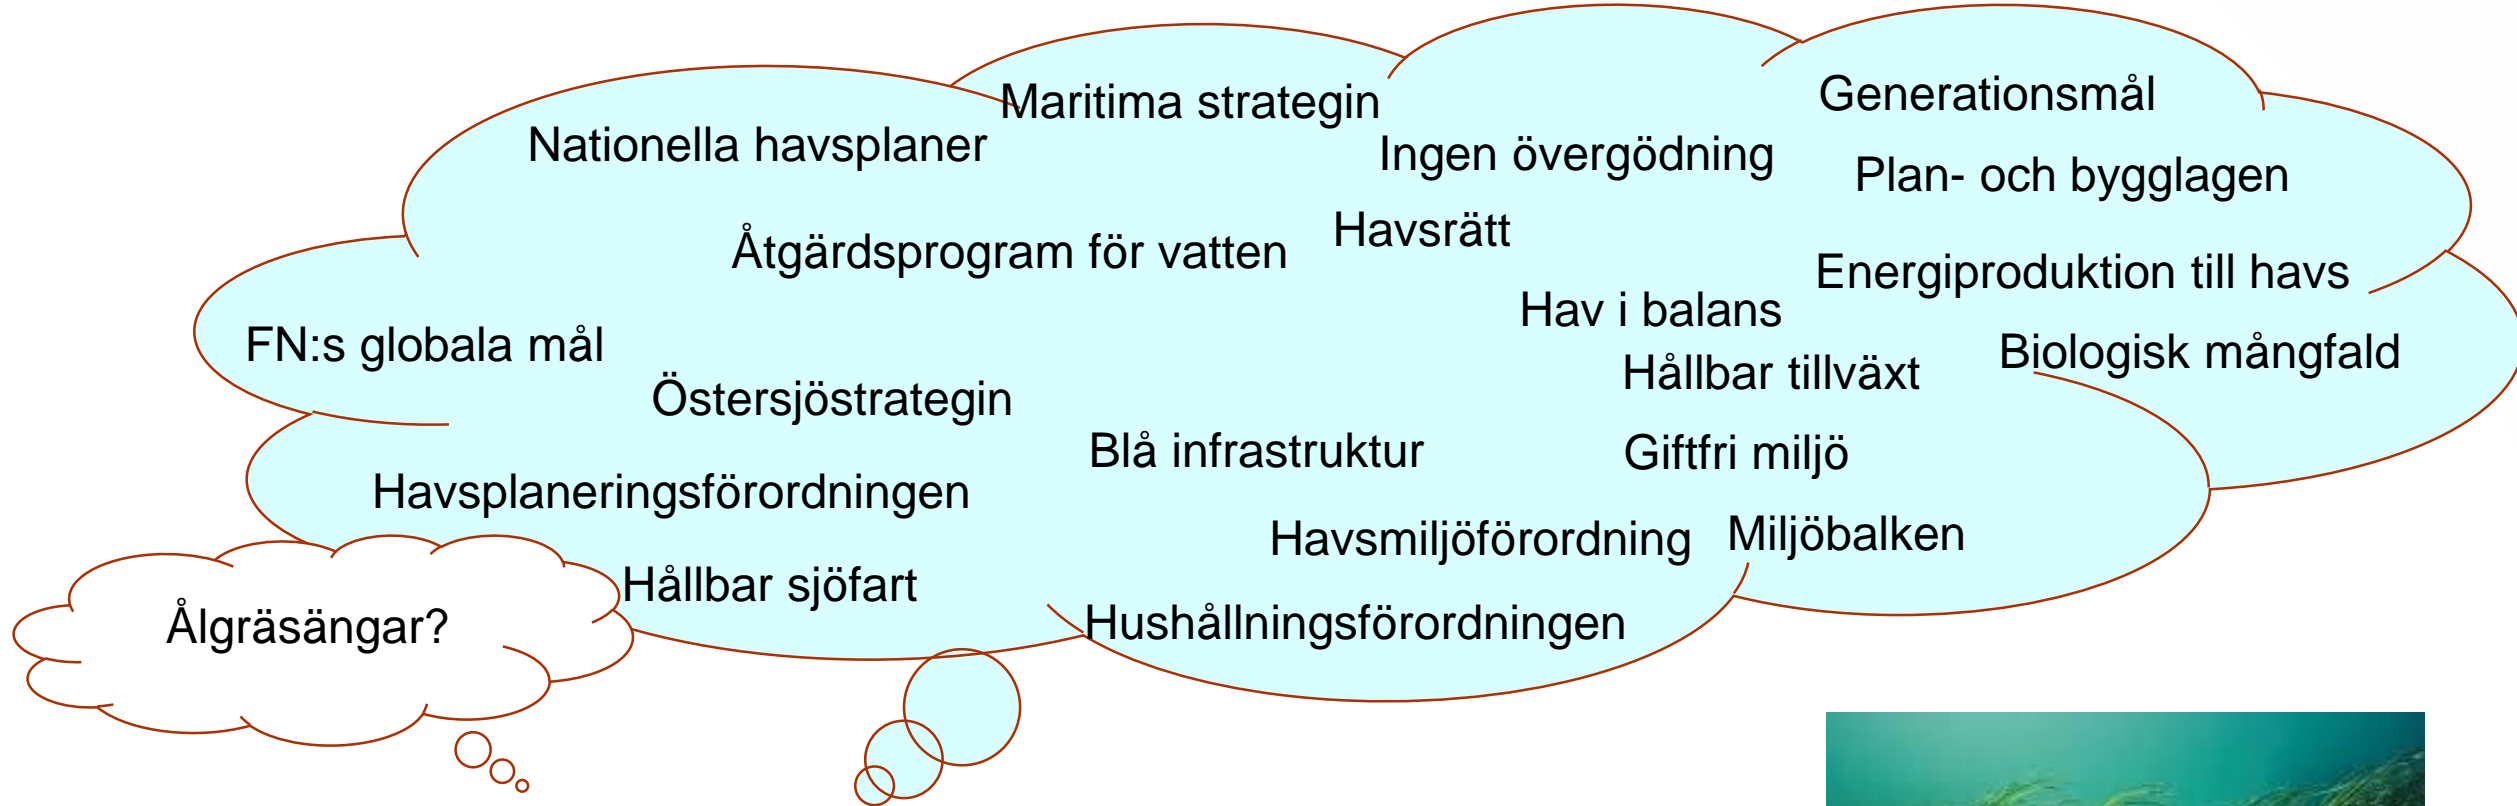 Maritima strategin
Generationsmål
Nationella havsplaner
Ingen övergödning
Plan- och bygglagen
Havsrätt
Åtgärdsprogram för vatten
Energiproduktion till havs
Hav i balans
FN:s globala mål
Biologisk mångfald
Hållbar tillväxt
Östersjöstrategin
Blå infrastruktur
Giftfri miljö
Havsplaneringsförordningen
Havsmiljöförordning
Miljöbalken
Hållbar sjöfart
Hushållningsförordningen
Ålgräsängar?